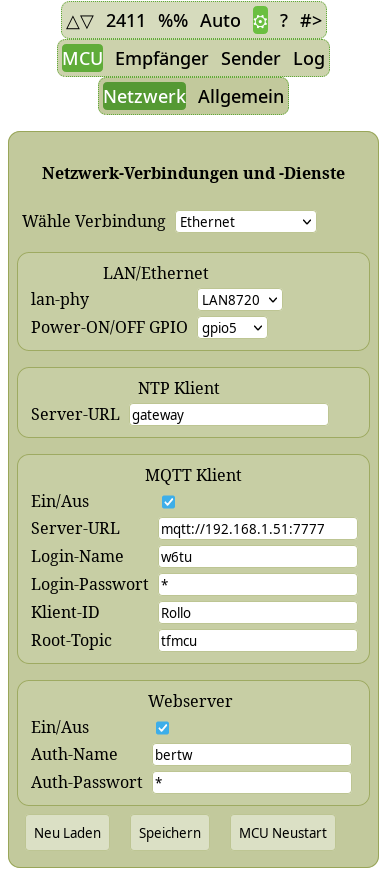 △▽ 2411 %% Auto ⚙ ? #>
MCU Empfänger Sender Log
Netzwerk Allgemein
Netzwerk-Verbindungen und -Dienste
Wähle Verbindung Ethernet
LAN/Ethernet
lan-phy LAN8720
Power-ON/OFF GPIO gpio5
NTP Klient
Server-URL gateway
MQTT Klient
Ein/Aus
Server-URL mqtt://192.168.1.51:7777
Login-Name w6tu
Login-Passwort *
Klient-ID Rollo
Root-Topic tfmcu
Webserver
Ein/Aus
Auth-Name bertw
Auth-Passwort *
Neu Laden Speichern MCU Neustart